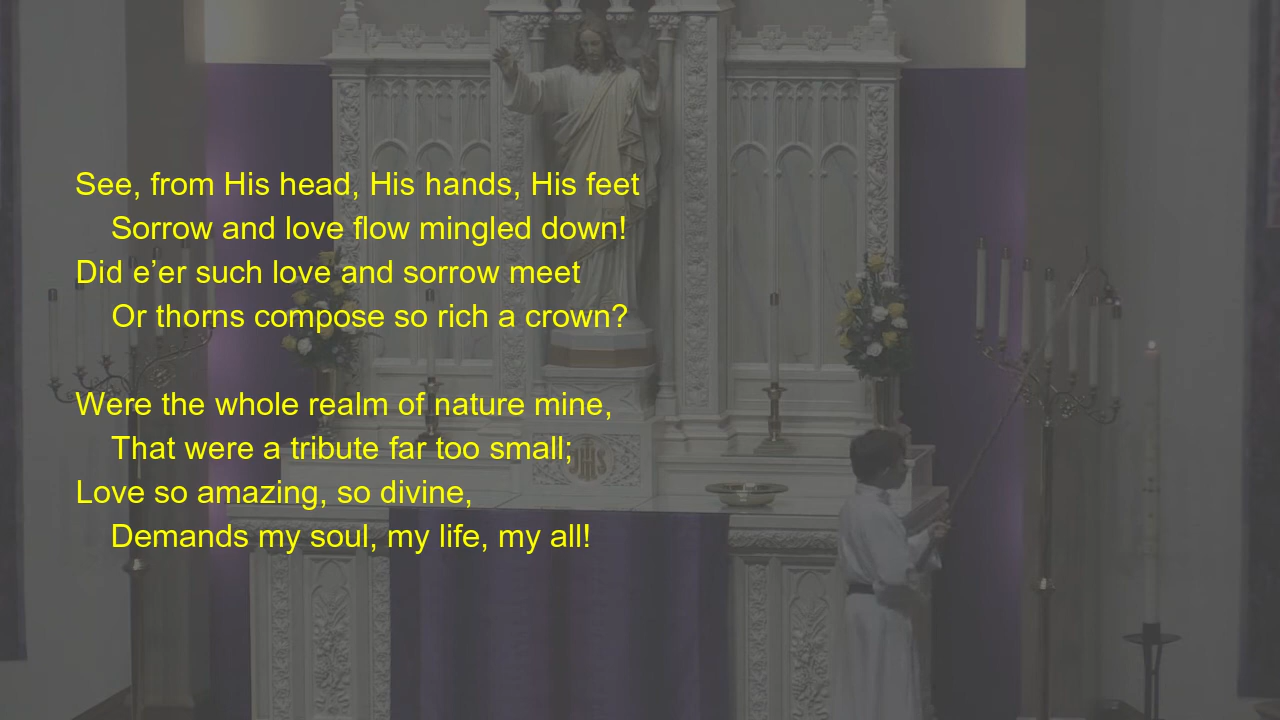 See, from His head, His hands, His feet
Sorrow and love flow mingled down!
Did e’er such love and sorrow meet
Or thorns compose so rich a crown?
Were the whole realm of nature mine,
That were a tribute far too small;
Love so amazing, so divine,
Demands my soul, my life, my all!
JHS